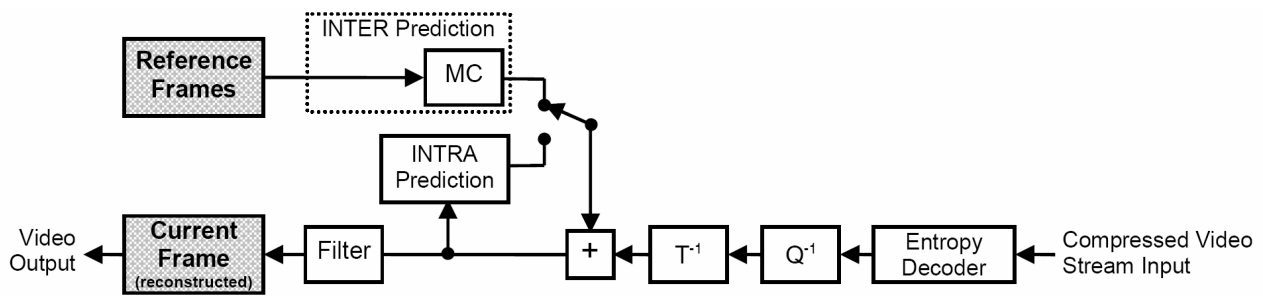 INTER Prediction
Reference
Frames
MC
INTRA
Prediction
Video
Output
Current
Frame
(reconstructed)
Filter
+
T-1
Q-1
Entropy
Decoder
Compressed Video
Stream Input